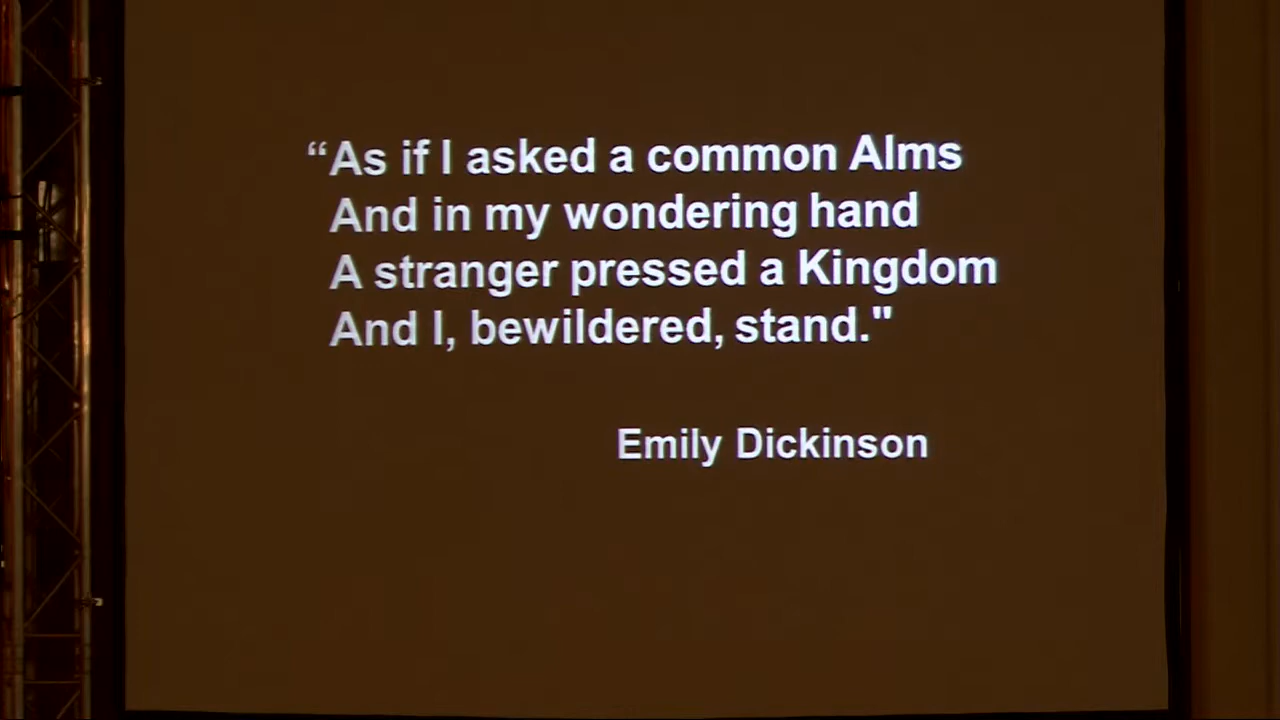 “As if I asked a common Alms
And in my wondering hand
A stranger pressed a Kingdom
And I, bewildered, stand."
Emily Dickinson